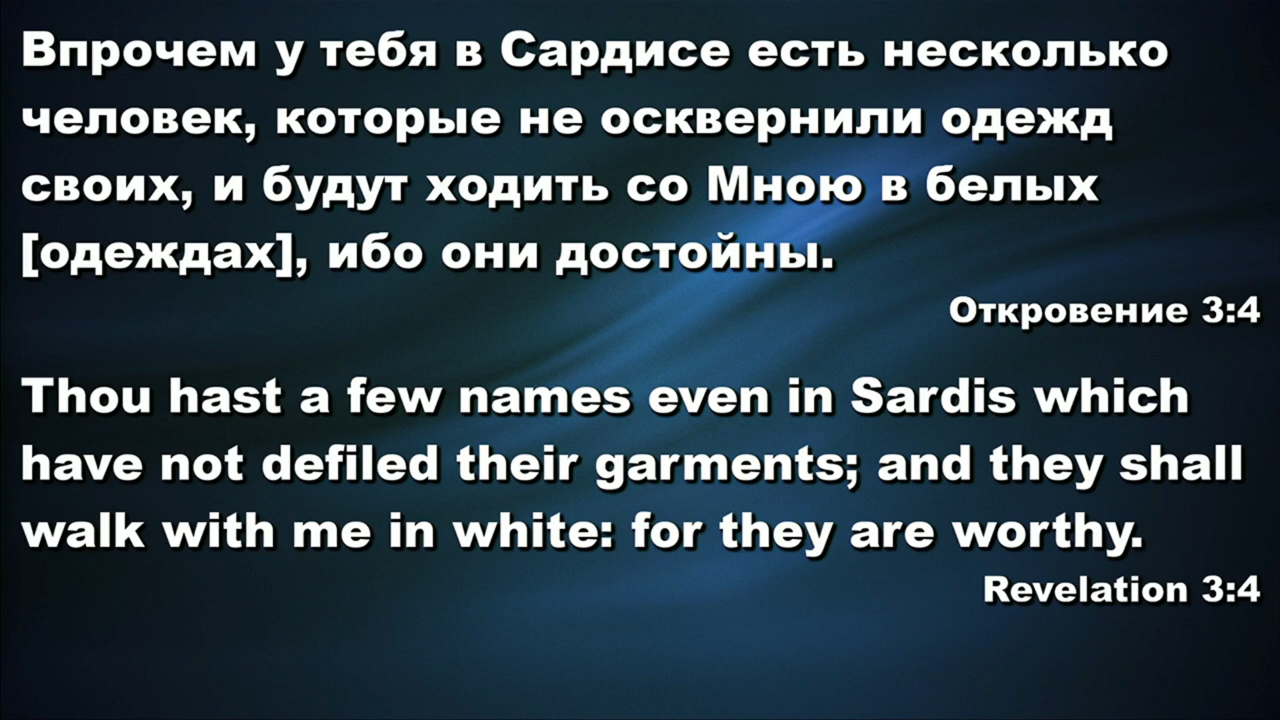 Впрочем у тебя в Сардисе есть несколько
человек, которые не осквернили одежд
своих, и будут ходить со Мною в белых
[одеждах], ибо они достойны.
Откровение 3:4
Thou hast a few names even in Sardis which
have not defiled their garments; and they shall
walk with me in white: for they are worthy.
Revelation 3:4